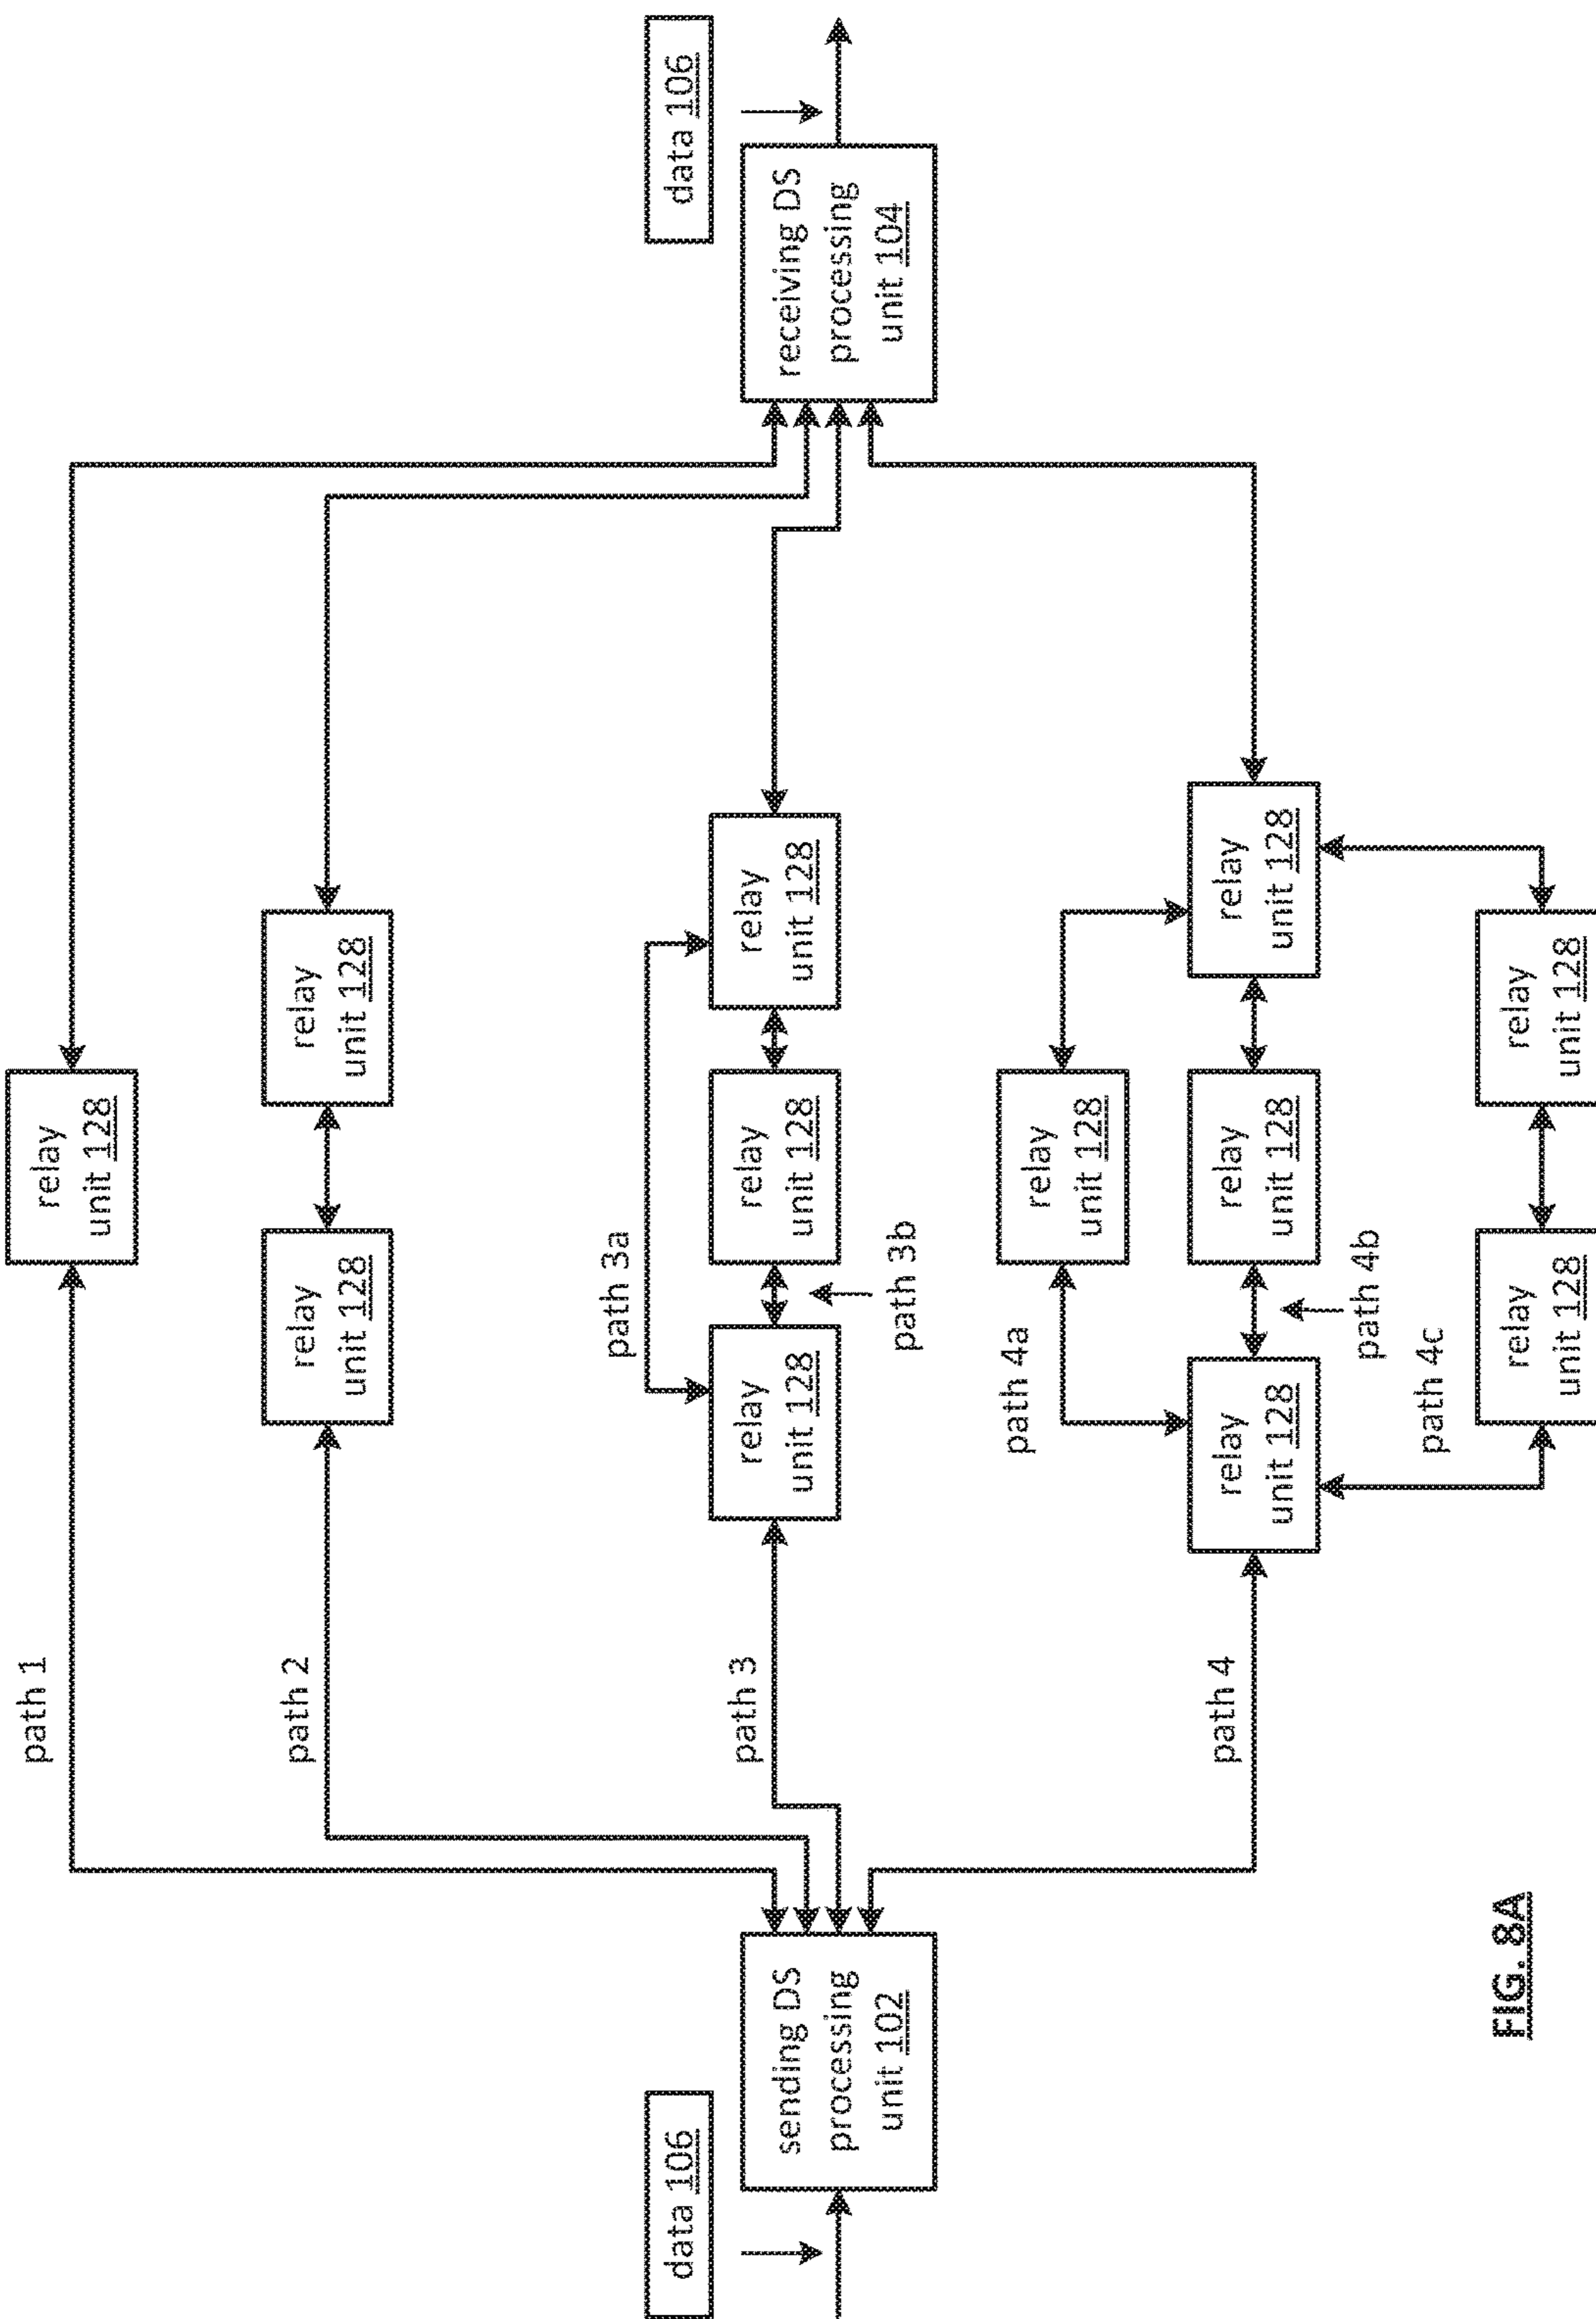 path 1
relay
unit 128
path 2
relay
unit 128
relay
unit 128
data 106
data 106
path 3a
path 3
relay
unit 128
relay
unit 128
relay
unit 128
sending DS
processing
unit 102
receiving DS
processing
unit 104
path 3b
path 4a
relay
unit 128
path 4
relay
unit 128
relay
unit 128
relay
unit 128
path 4b
path 4c
relay
unit 128
relay
unit 128
FIG. 8A